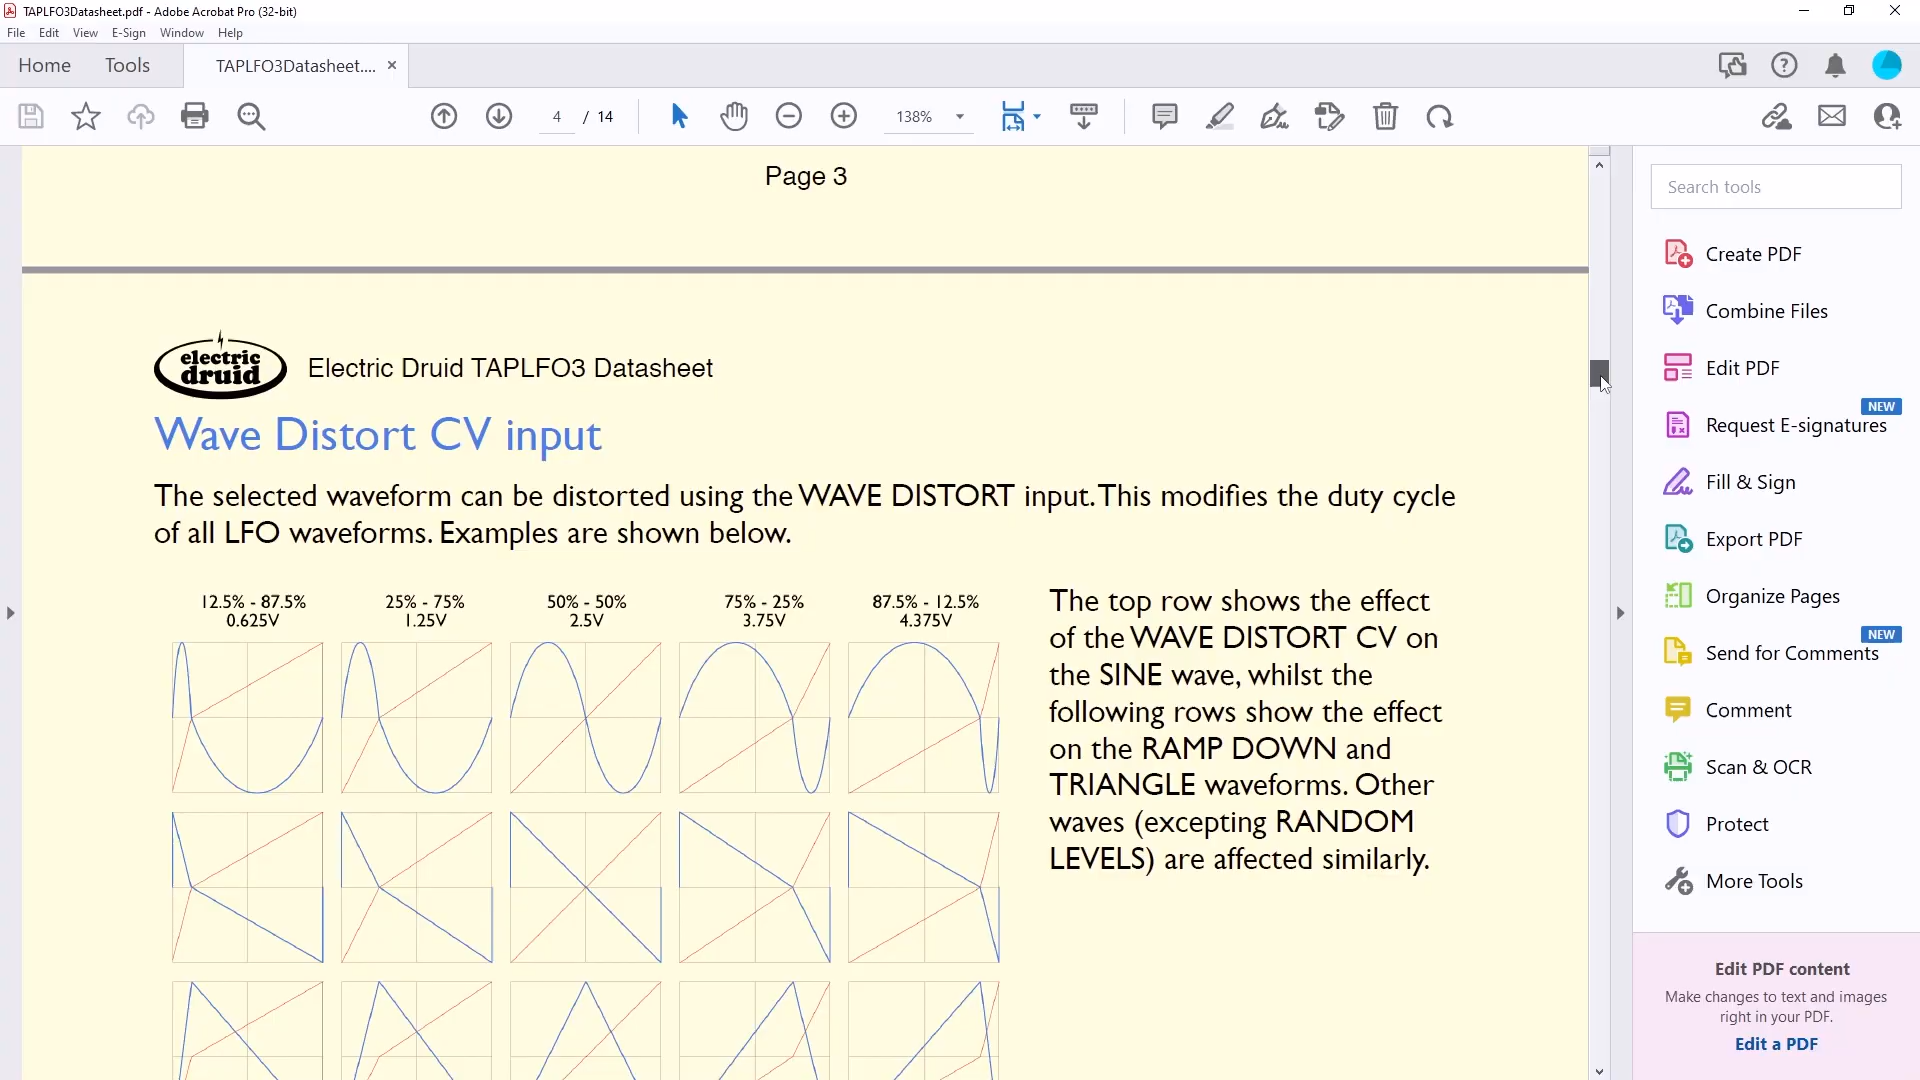 TAPLFO3Datasheet.pdf - Adobe Acrobat Pro (32-bit)
File Edit View E-Sign Window Help
Home Tools TAPLFO3Datasheet....
4 / 14 138%
Page 3
electric
druid
Electric Druid TAPLFO3 Datasheet
Wave Distort CV input
The selected waveform can be distorted using the WAVE DISTORT input. This modifies the duty cycle
of all LFO waveforms. Examples are shown below.
12.5% - 87.5% 25% - 75% 50% - 50% 75% - 25% 87.5% - 12.5%
0.625V 1.25V 2.5V 3.75V 4.375V
The top row shows the effect
of the WAVE DISTORT CV on
the SINE wave, whilst the
following rows show the effect
on the RAMP DOWN and
TRIANGLE waveforms. Other
waves (excepting RANDOM
LEVELS) are affected similarly.
Search tools
Create PDF
Combine Files
Edit PDF
NEW
Request E-signatures
Fill & Sign
Export PDF
Organize Pages
NEW
Send for Comments
Comment
Scan & OCR
Protect
More Tools
Edit PDF content
Make changes to text and images
right in your PDF.
Edit a PDF